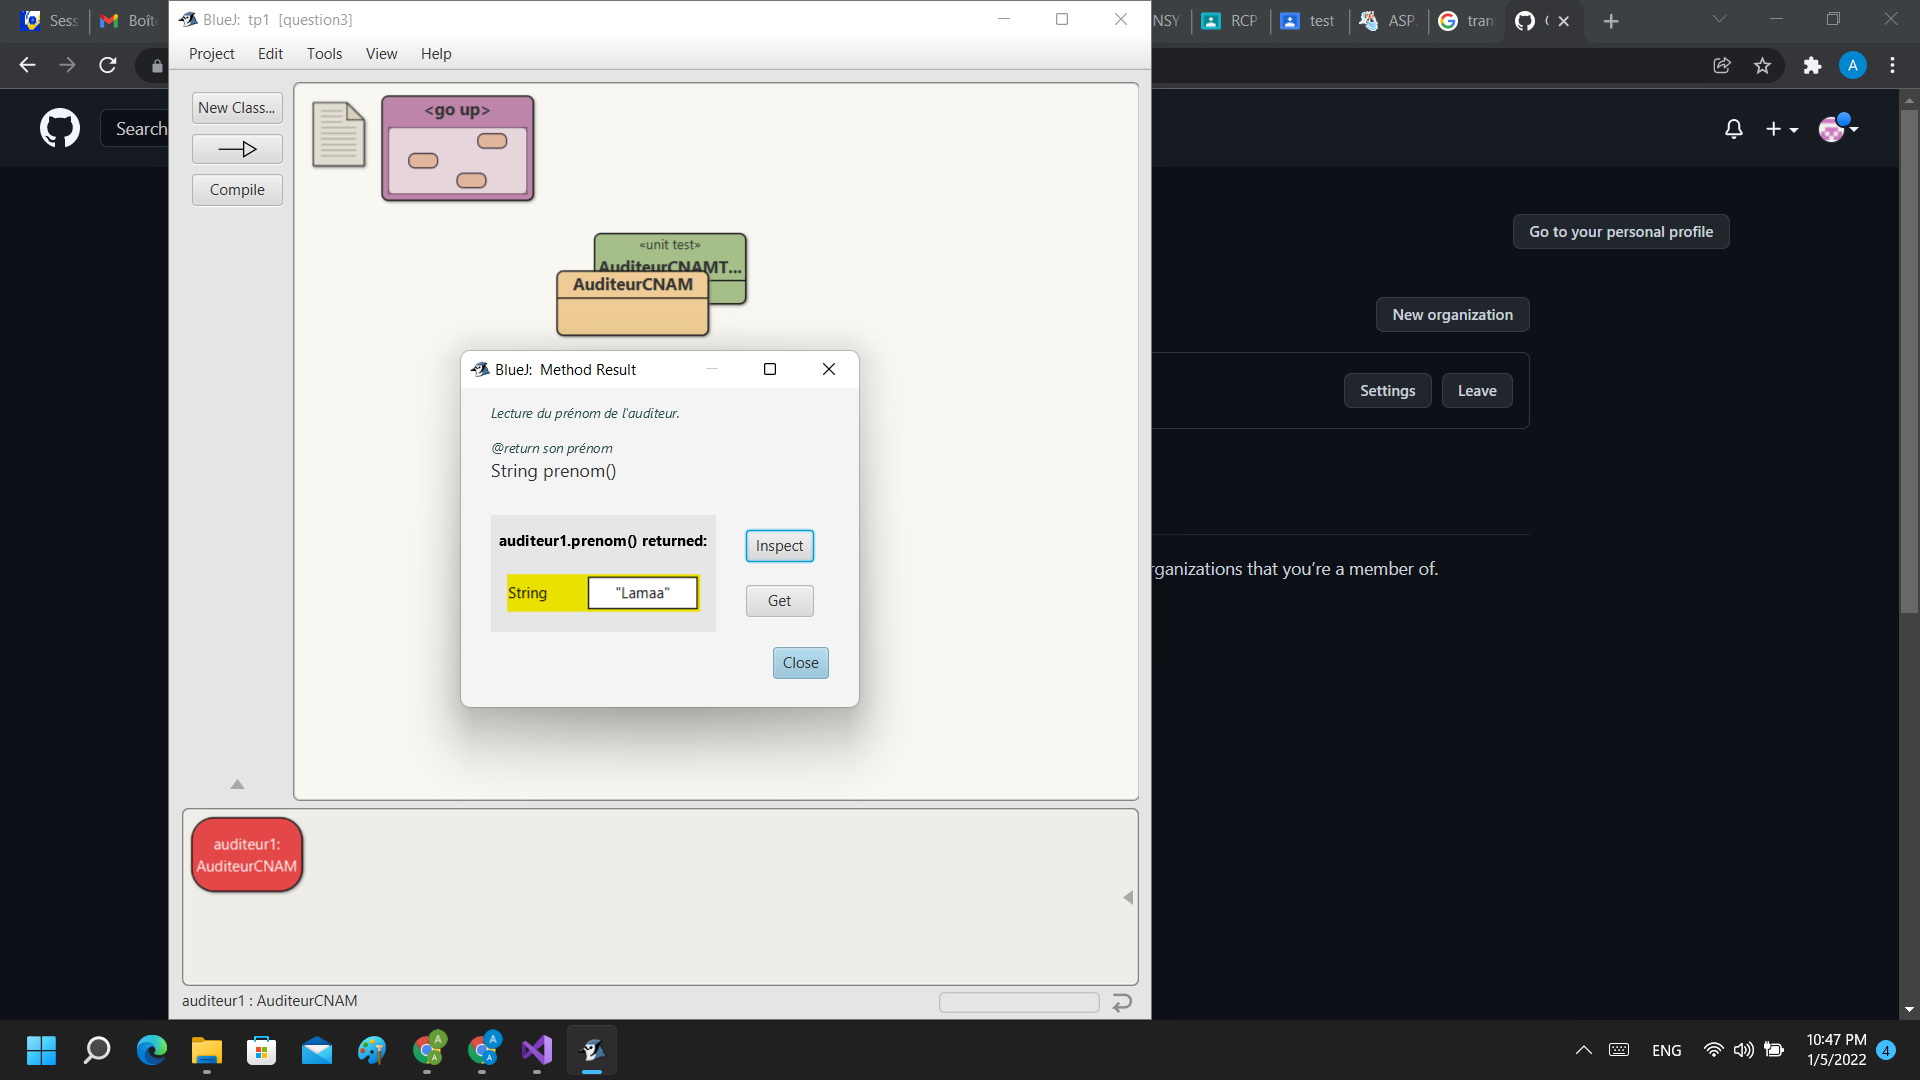 Sess
Boît
BlueJ: tp1 [question3]
NSY
RCP
test
ASP.
tran
Project
Edit
Tools
View
Help
A
New Class...
Compile
Search
<go up>
«unit test»
AuditeurCNAMT...
AuditeurCNAM
Go to your personal profile
New organization
Settings
Leave
BlueJ: Method Result
Lecture du prénom de l'auditeur.
@return son prénom
String prenom()
auditeur1.prenom() returned:
String
"Lamaa"
Inspect
Get
Close
rganizations that you’re a member of.
auditeur1:
AuditeurCNAM
auditeur1 : AuditeurCNAM
A
A
A
A
ENG
10:47 PM
1/5/2022
4